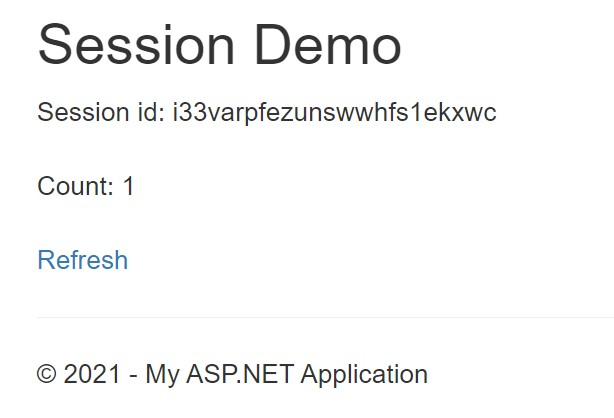 Session Demo
Session id: i33varpfezunswwhfs1ekxwc
Count: 1
Refresh
© 2021 - My ASP.NET Application